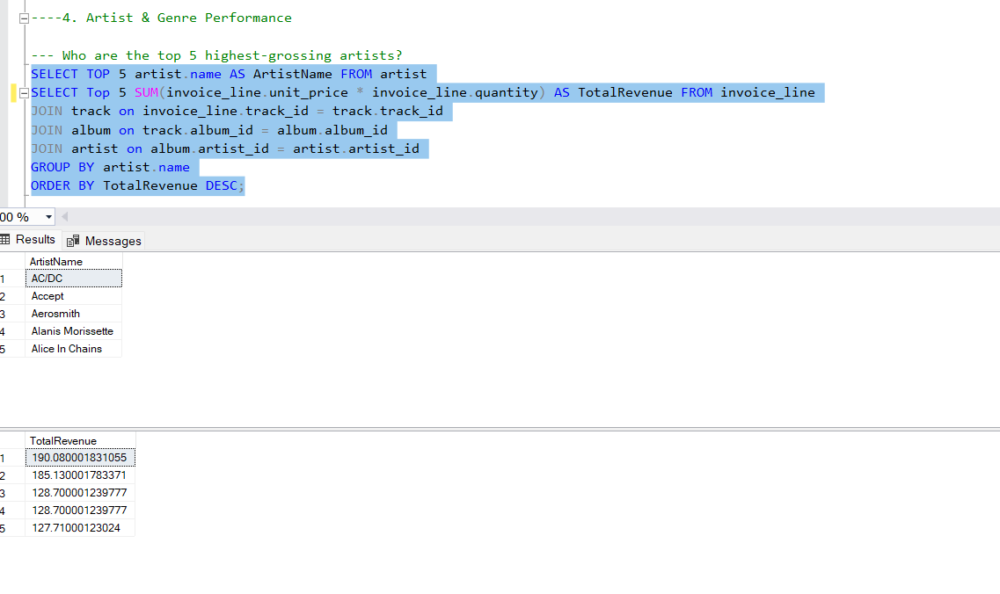 ----4. Artist & Genre Performance
--- Who are the top 5 highest-grossing artists?
SELECT TOP 5 artist.name AS ArtistName FROM artist
SELECT Top 5 SUM(invoice_line.unit_price * invoice_line.quantity) AS TotalRevenue FROM invoice_line
JOIN track on invoice_line.track_id = track.track_id
JOIN album on track.album_id = album.album_id
JOIN artist on album.artist_id = artist.artist_id
GROUP BY artist.name
ORDER BY TotalRevenue DESC;
00 %
Results Messages
ArtistName
1 AC/DC
2 Accept
3 Aerosmith
4 Alanis Morissette
5 Alice In Chains
TotalRevenue
1 190.080001831055
2 185.130001783371
3 128.700001239777
4 128.700001239777
5 127.71000123024